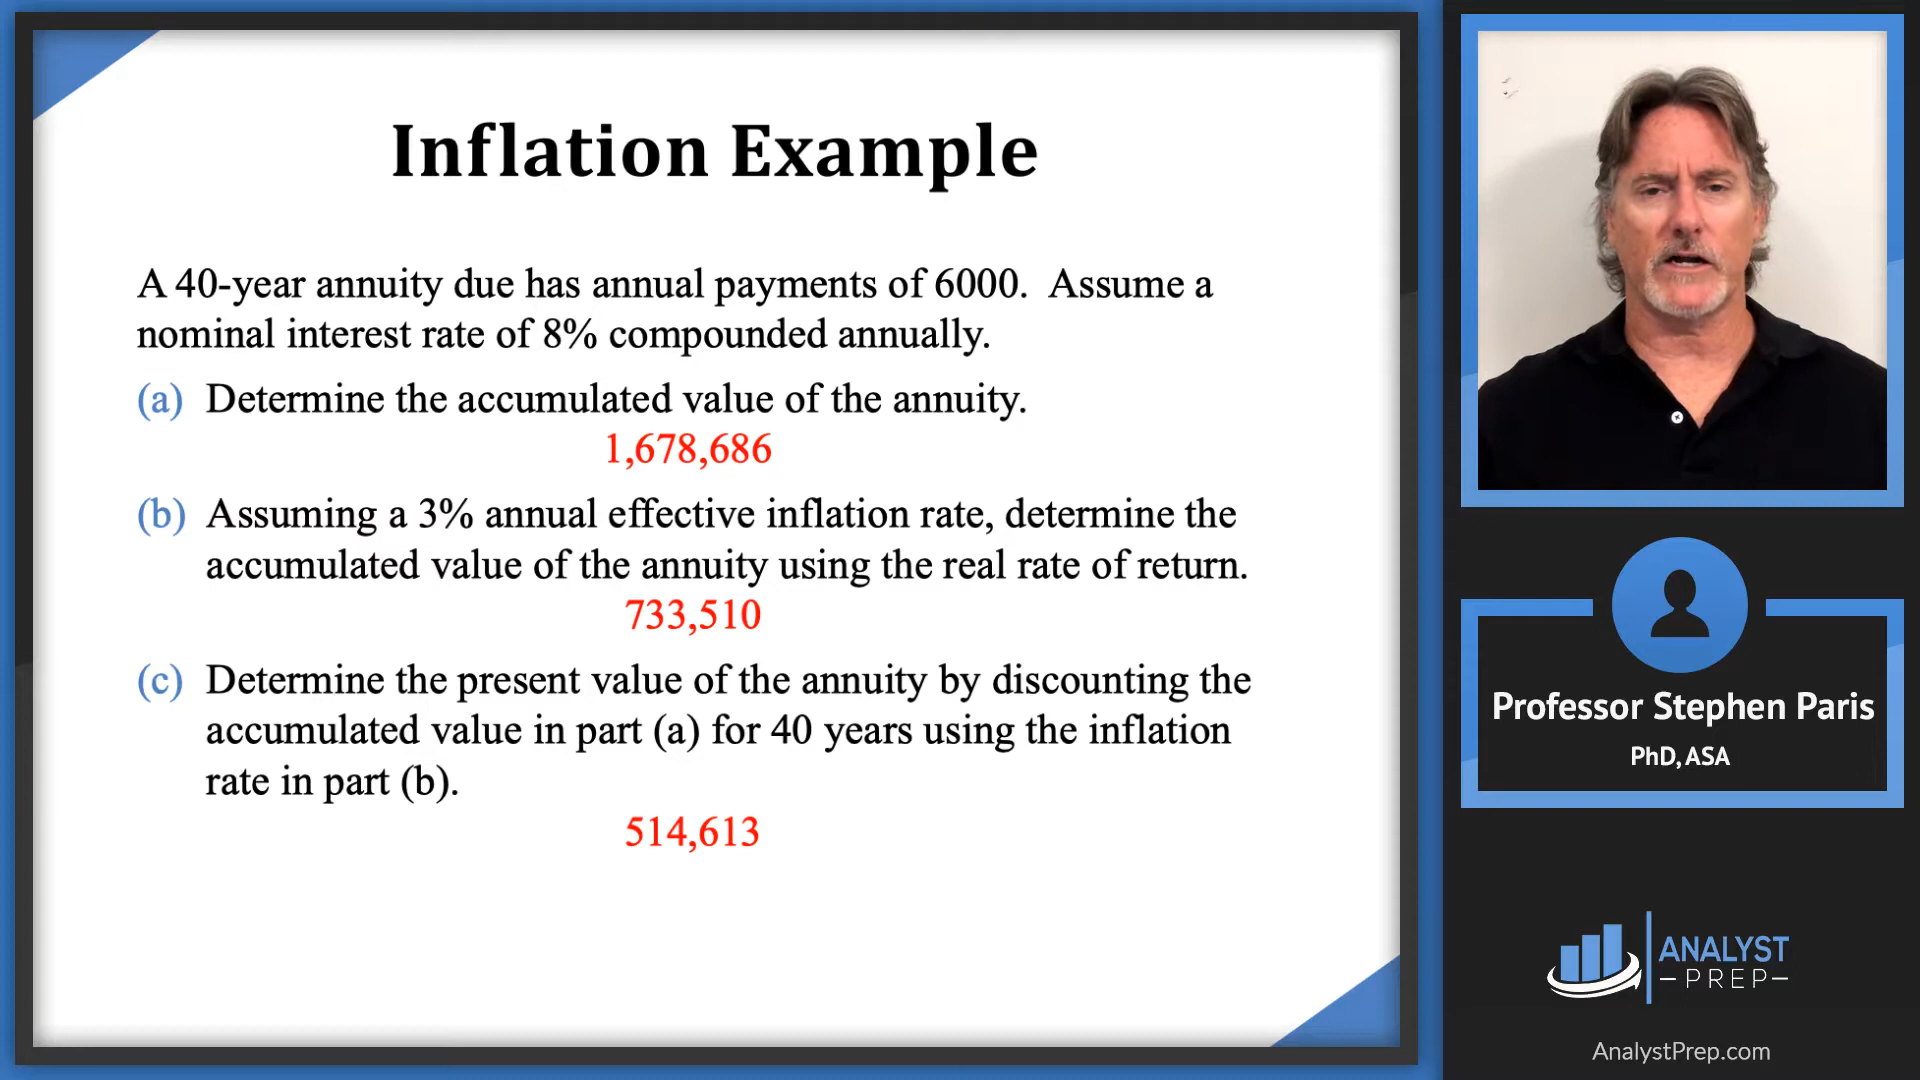 Inflation Example
A 40-year annuity due has annual payments of 6000. Assume a
nominal interest rate of 8% compounded annually.
(a) Determine the accumulated value of the annuity.
1,678,686
(b) Assuming a 3% annual effective inflation rate, determine the
accumulated value of the annuity using the real rate of return.
733,510
(c) Determine the present value of the annuity by discounting the
accumulated value in part (a) for 40 years using the inflation
rate in part (b).
514,613
Professor Stephen Paris
PhD, ASA
ANALYST
PREP
AnalystPrep.com